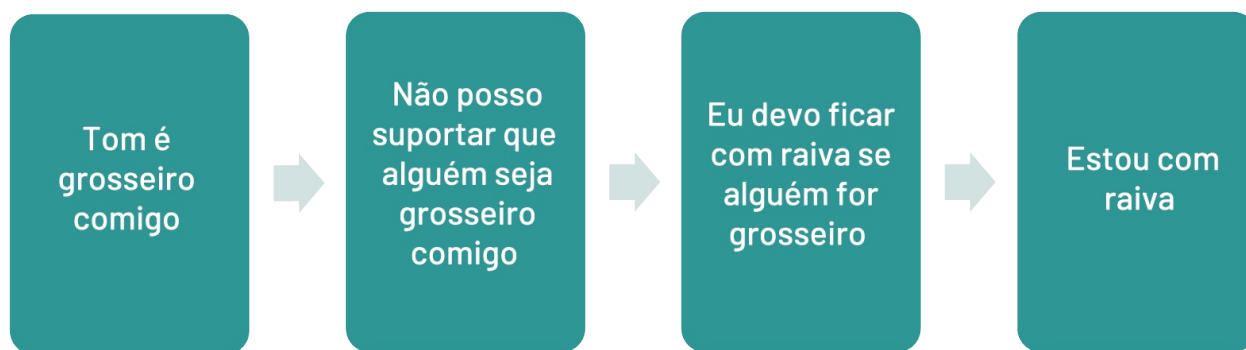 Tom é
grosseiro
comigo
Não posso
suportar que
alguém seja
grosseiro
comigo
Eu devo ficar
com raiva se
alguém for
grosseiro
Estou com
raiva